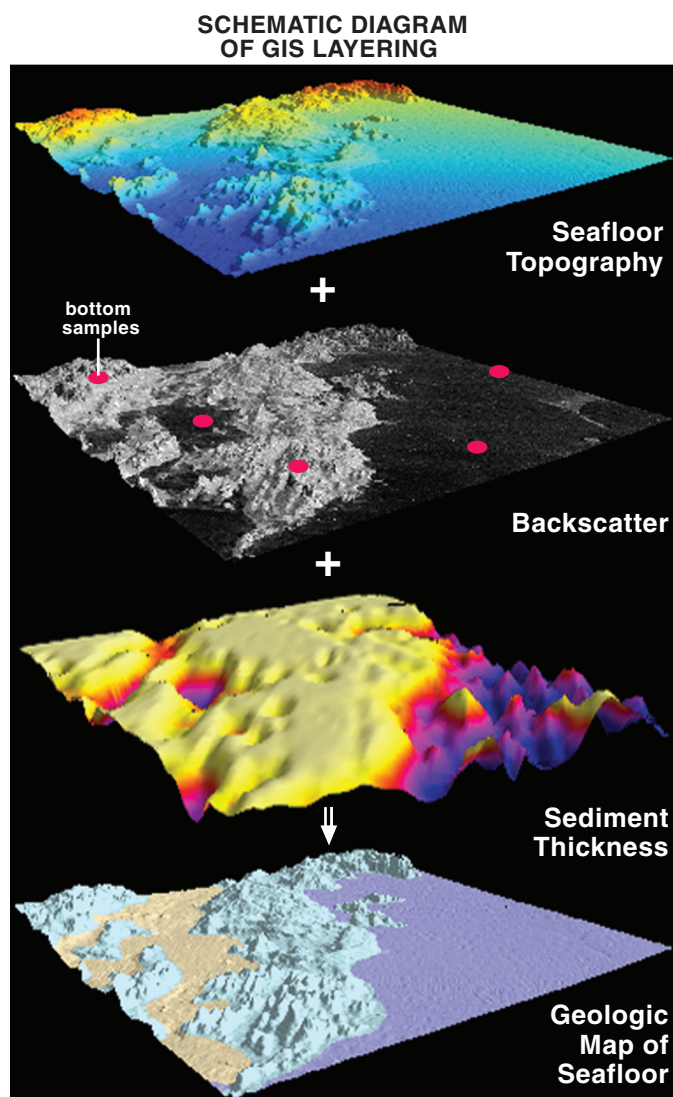 SCHEMATIC DIAGRAM
OF GIS LAYERING
Seafloor
Topography
+
bottom
samples
Backscatter
+
Sediment
Thickness
Geologic
Map of
Seafloor